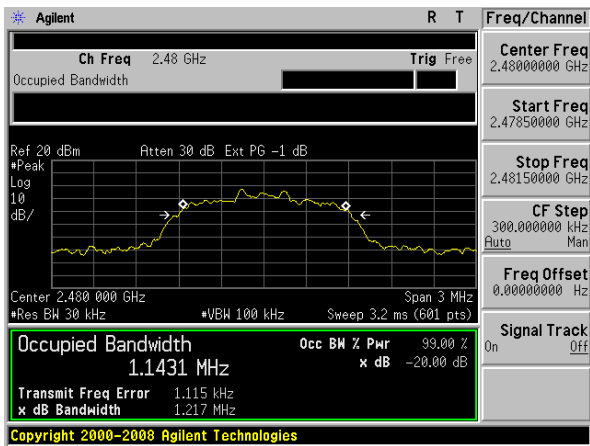 Agilent R T Freq/Channel
Ch Freq 2.48 GHz Trig Free
Occupied Bandwidth
Center Freq
2.48000000 GHz
Start Freq
2.47850000 GHz
Stop Freq
2.48150000 GHz
CF Step
300.000000 kHz
Auto Man
Freq Offset
0.00000000 Hz
Signal Track
On Off
Ref 20 dBm Atten 30 dB Ext PG -1 dB
#Peak
Log
10
dB/
Center 2.480 000 GHz Span 3 MHz
#Res BW 30 kHz #VBW 100 kHz Sweep 3.2 ms (601 pts)
Occupied Bandwidth Occ BW % Pwr 99.00 %
1.1431 MHz x dB -20.00 dB
Transmit Freq Error 1.115 kHz
x dB Bandwidth 1.217 MHz
Copyright 2000-2008 Agilent Technologies